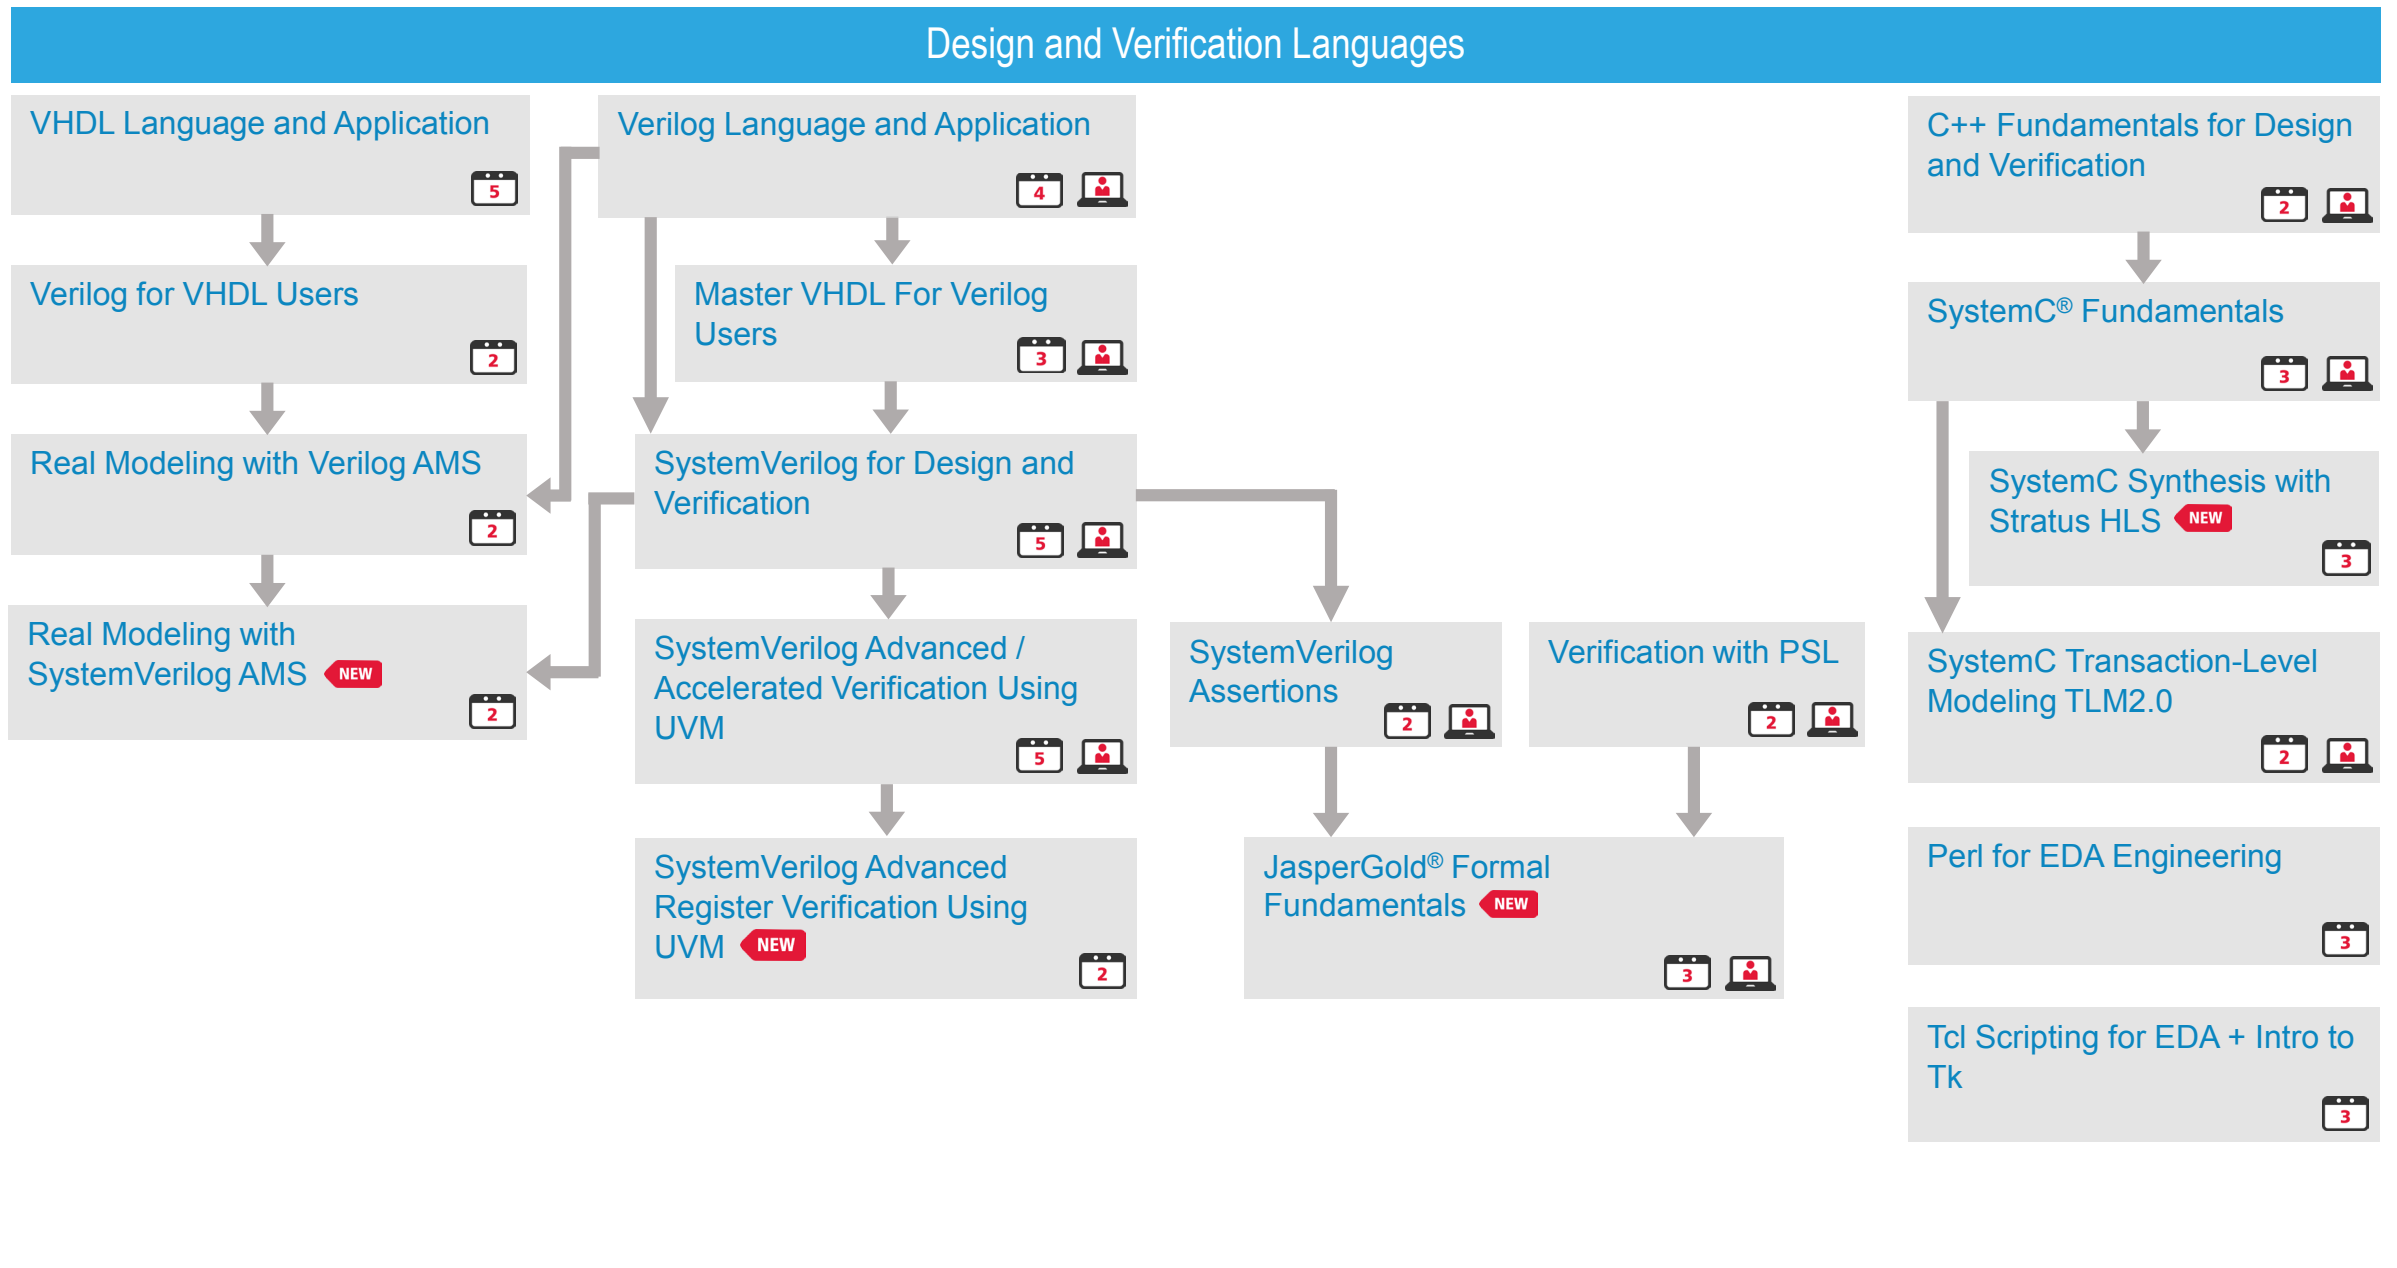 Design and Verification Languages
VHDL Language and Application
5
Verilog for VHDL Users
2
Real Modeling with Verilog AMS
2
Real Modeling with
SystemVerilog AMS NEW
2
Verilog Language and Application
4
Master VHDL For Verilog
Users
3
SystemVerilog for Design and
Verification
5
SystemVerilog Advanced /
Accelerated Verification Using
UVM
5
SystemVerilog Advanced
Register Verification Using
UVM NEW
2
SystemVerilog
Assertions
2
Verification with PSL
2
JasperGold® Formal
Fundamentals NEW
3
C++ Fundamentals for Design
and Verification
2
SystemC® Fundamentals
3
SystemC Synthesis with
Stratus HLS NEW
3
SystemC Transaction-Level
Modeling TLM2.0
2
Perl for EDA Engineering
3
Tcl Scripting for EDA + Intro to
Tk
3